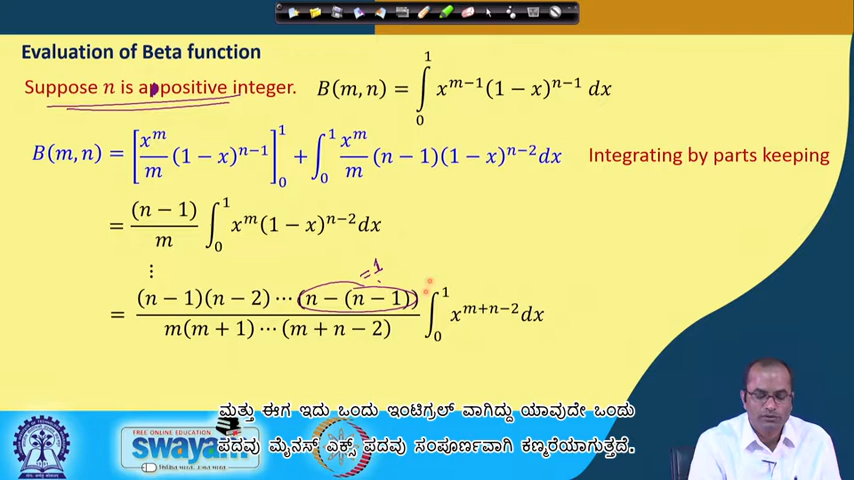 Evaluation of Beta function
Suppose n is a positive integer. B(m, n) = ∫₀¹ x^{m−1}(1 − x)^{n−1} dx
B(m, n) = [x^m/m (1 − x)^{n−1}]₀¹ + ∫₀¹ x^m/m (n − 1)(1 − x)^{n−2}dx Integrating by parts keeping
= (n − 1)/m ∫₀¹ x^m(1 − x)^{n−2}dx
⋮
=1
= (n − 1)(n − 2) ⋯ (n − (n − 1))/m(m + 1) ⋯ (m + n − 2) ∫₀¹ x^{m+n−2}dx
ಮತ್ತು ಈಗ ಇದು ಒಂದು ಇಂಟಿಗ್ರಲ್ ವಾಗಿದ್ದು ಯಾವುದೇ ಒಂದು
ಪದವು ಮೈನಸ್ ಎಕ್ಸ್ ಪದವು ಸಂಪೂರ್ಣವಾಗಿ ಕಣ್ಮರೆಯಾಗುತ್ತದೆ.
FREE ONLINE EDUCATION
swayam